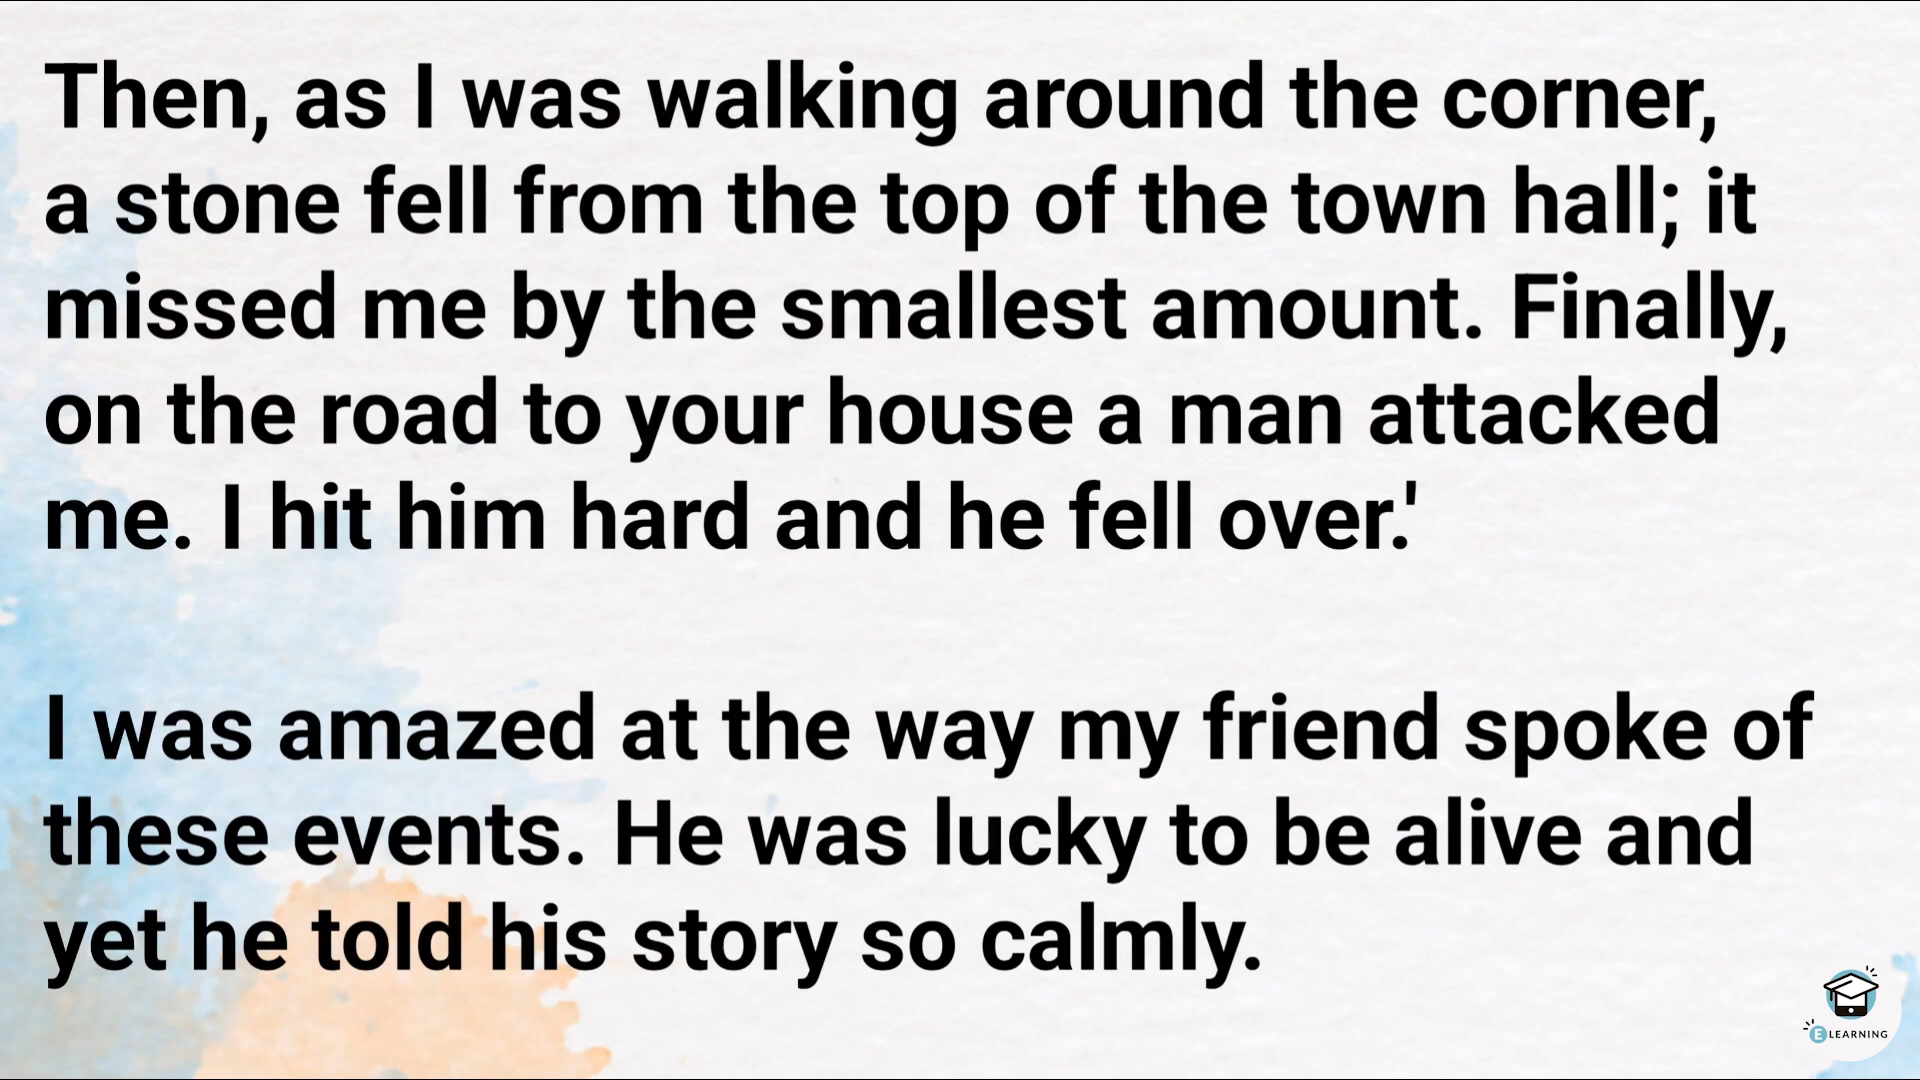 Then, as I was walking around the corner,
a stone fell from the top of the town hall; it
missed me by the smallest amount. Finally,
on the road to your house a man attacked
me. I hit him hard and he fell over.'
I was amazed at the way my friend spoke of
these events. He was lucky to be alive and
yet he told his story so calmly.
E LEARNING